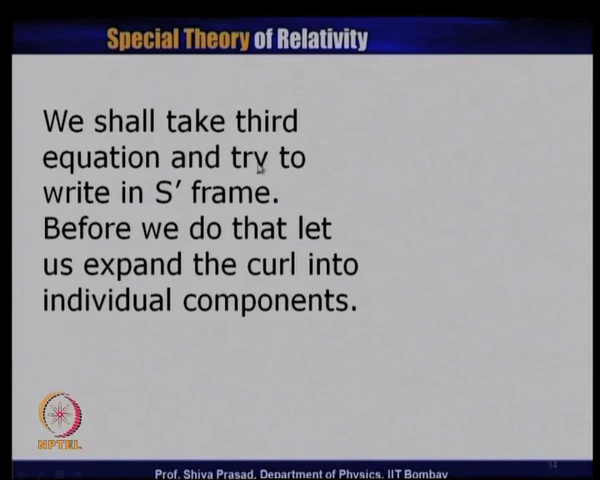 Special Theory of Relativity
We shall take third
equation and try to
write in S’ frame.
Before we do that let
us expand the curl into
individual components.
NPTEL
14
Prof. Shiva Prasad, Department of Physics, IIT Bombay